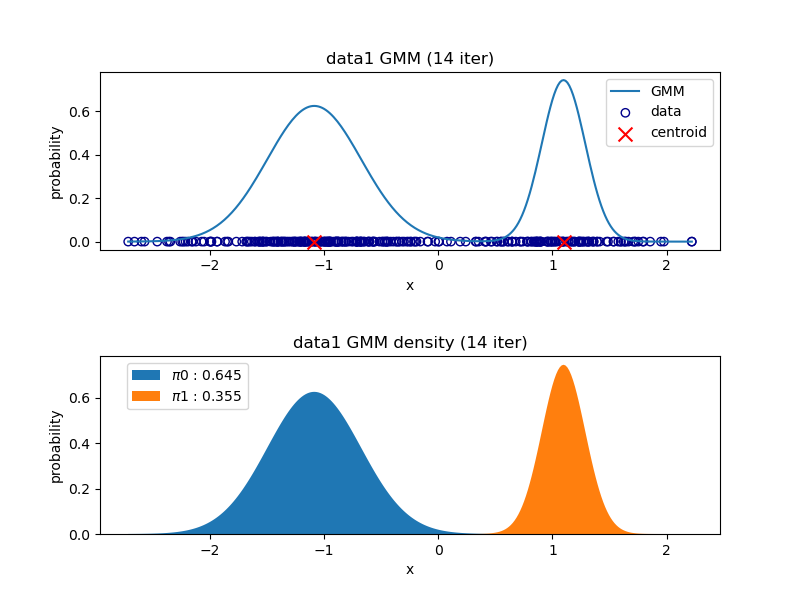 data1 GMM (14 iter)
probability
0.6
0.4
0.2
0.0
GMM
data
centroid
−2
−1
0
1
2
x
data1 GMM density (14 iter)
probability
0.6
0.4
0.2
0.0
π0 : 0.645
π1 : 0.355
−2
−1
0
1
2
x